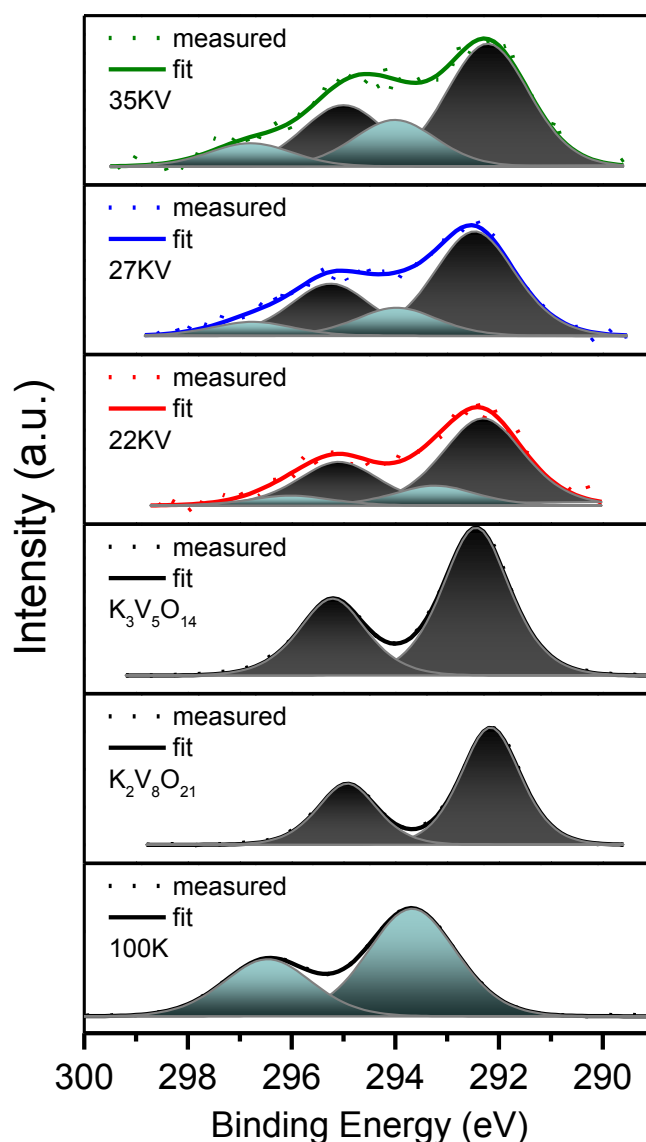 measured
fit
35KV
measured
fit
27KV
measured
fit
22KV
measured
fit
K₃V₅O₁₄
measured
fit
K₂V₈O₂₁
measured
fit
100K
Intensity (a.u.)
300 298 296 294 292 290
Binding Energy (eV)